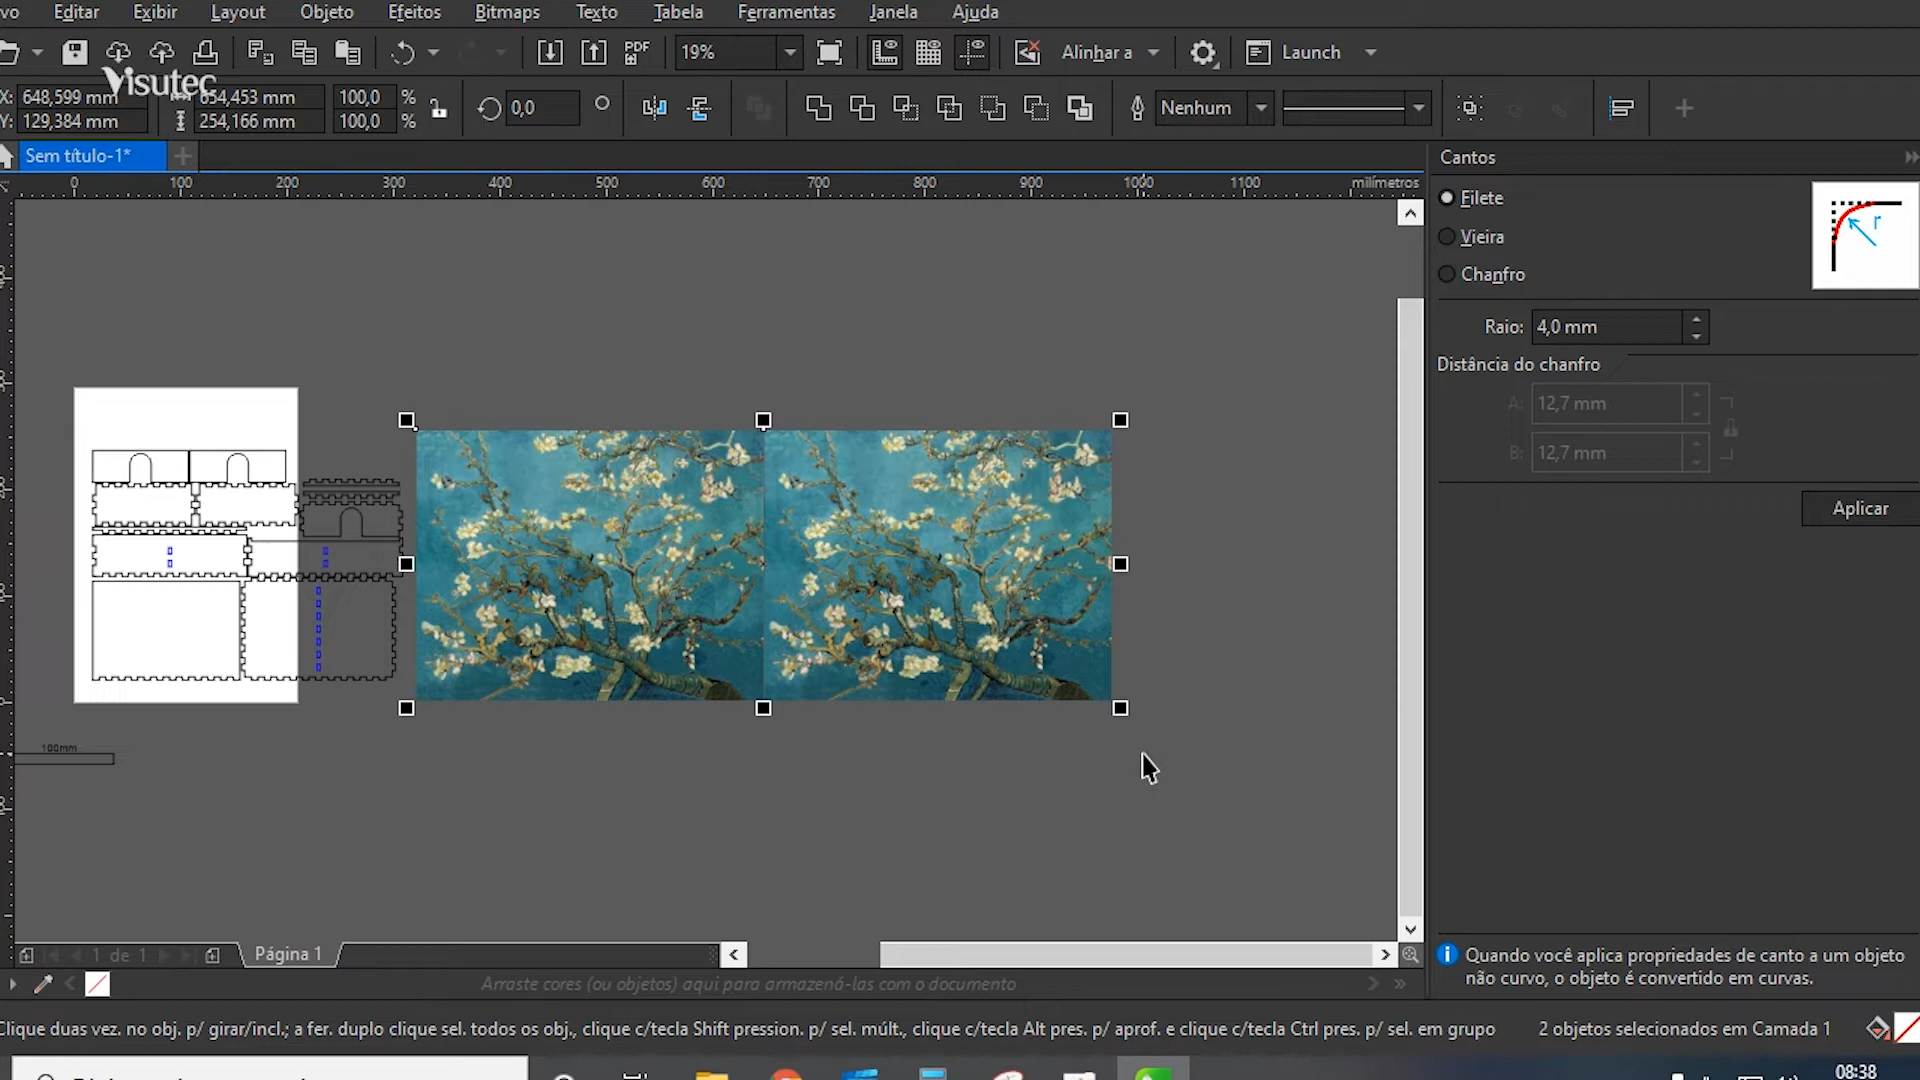 vo Editar Exibir Layout Objeto Efeitos Bitmaps Texto Tabela Ferramentas Janela Ajuda
PDF 19% Alinhar a Launch
Visutec
X: 648,599 mm 654,453 mm 100,0 % 0,0 Nenhum
Y: 129,384 mm 254,166 mm 100,0 %
Sem título-1*
Cantos
0 100 200 300 400 500 600 700 800 900 1000 1100 milímetros
Filete
r
Vieira
Chanfro
Raio: 4,0 mm
Distância do chanfro
A: 12,7 mm
B: 12,7 mm
Aplicar
100mm
1 de 1 Página 1
Quando você aplica propriedades de canto a um objeto
não curvo, o objeto é convertido em curvas.
Arraste cores (ou objetos) aqui para armazená-las com o documento
Clique duas vez. no obj. p/ girar/incl.; a fer. duplo clique sel. todos os obj., clique c/tecla Shift pression. p/ sel. múlt., clique c/tecla Alt pres. p/ aprof. e clique c/tecla Ctrl pres. p/ sel. em grupo 2 objetos selecionados em Camada 1
08:38